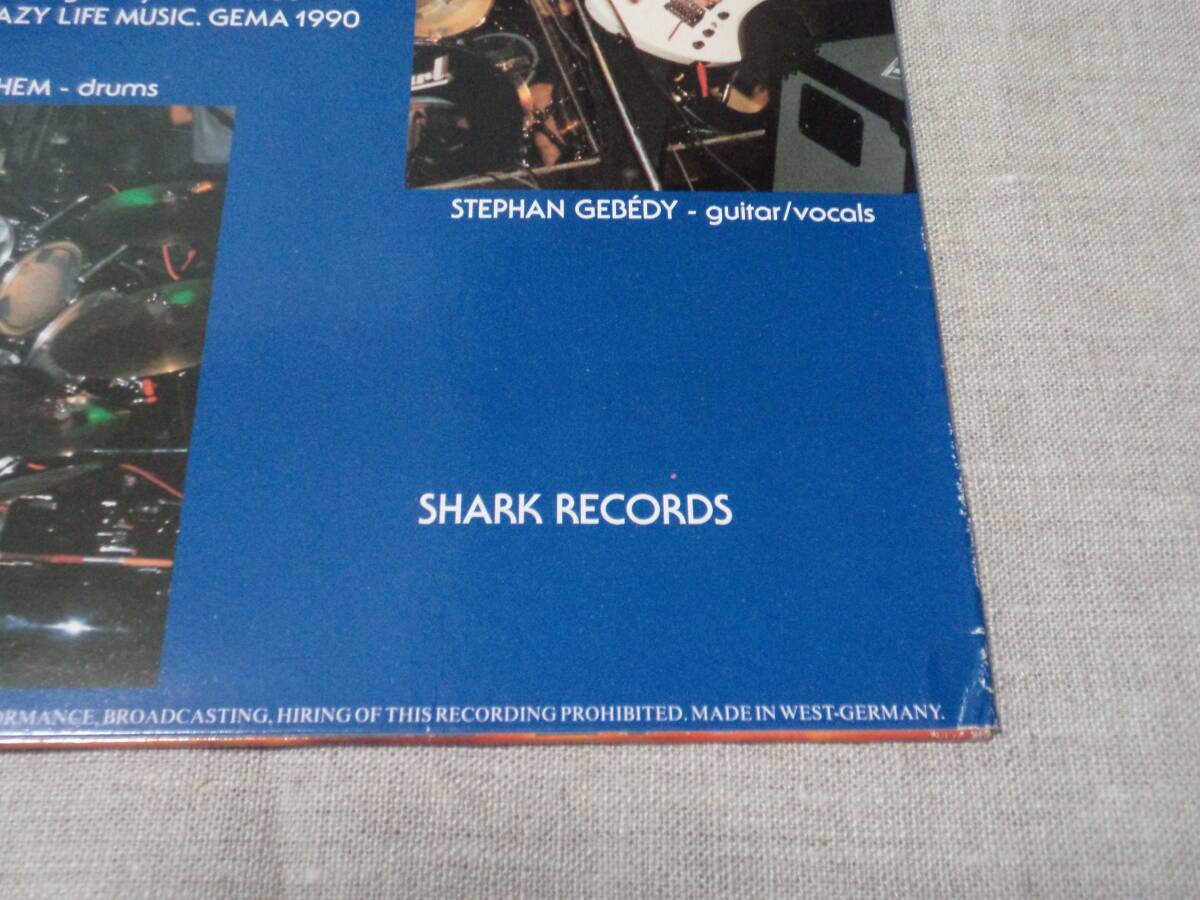 AZY LIFE MUSIC. GEMA 1990
HEM - drums
STEPHAN GEBÉDY - guitar/vocals
SHARK RECORDS
ORMANCE, BROADCASTING, HIRING OF THIS RECORDING PROHIBITED. MADE IN WEST-GERMANY.